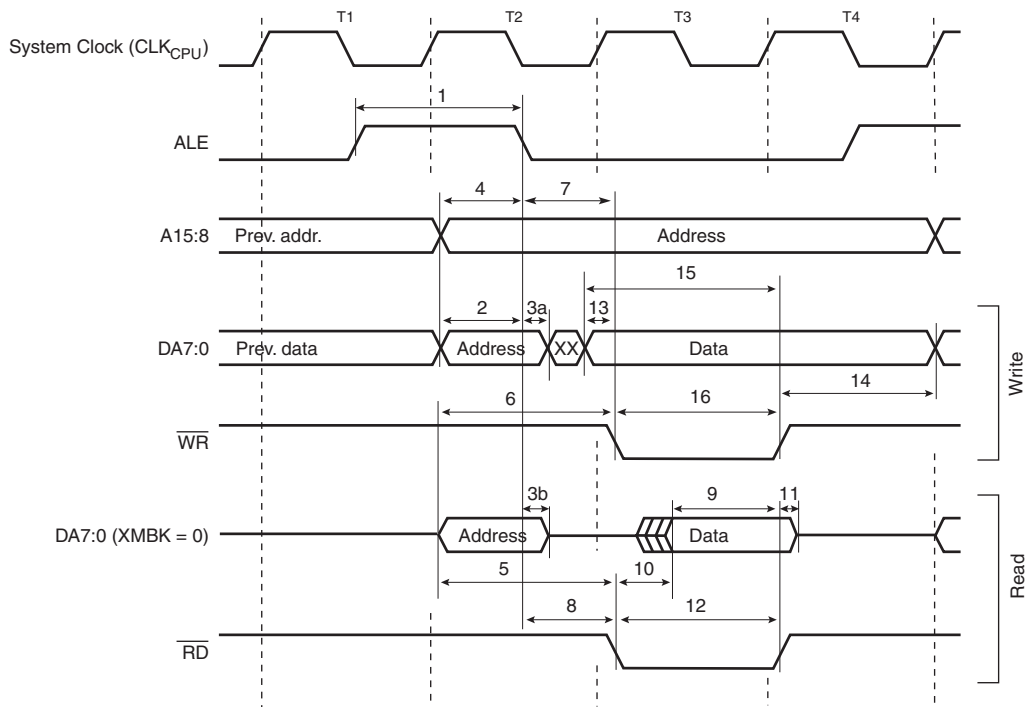 T1 T2 T3 T4
System Clock (CLKCPU)
1
ALE
4 7
A15:8 Prev. addr. Address
15
2 3a 13
DA7:0 Prev. data Address XX Data
14
6 16
WR
Write
3b 9 11
DA7:0 (XMBK = 0) Address Data
5 10
8 12
RD
Read